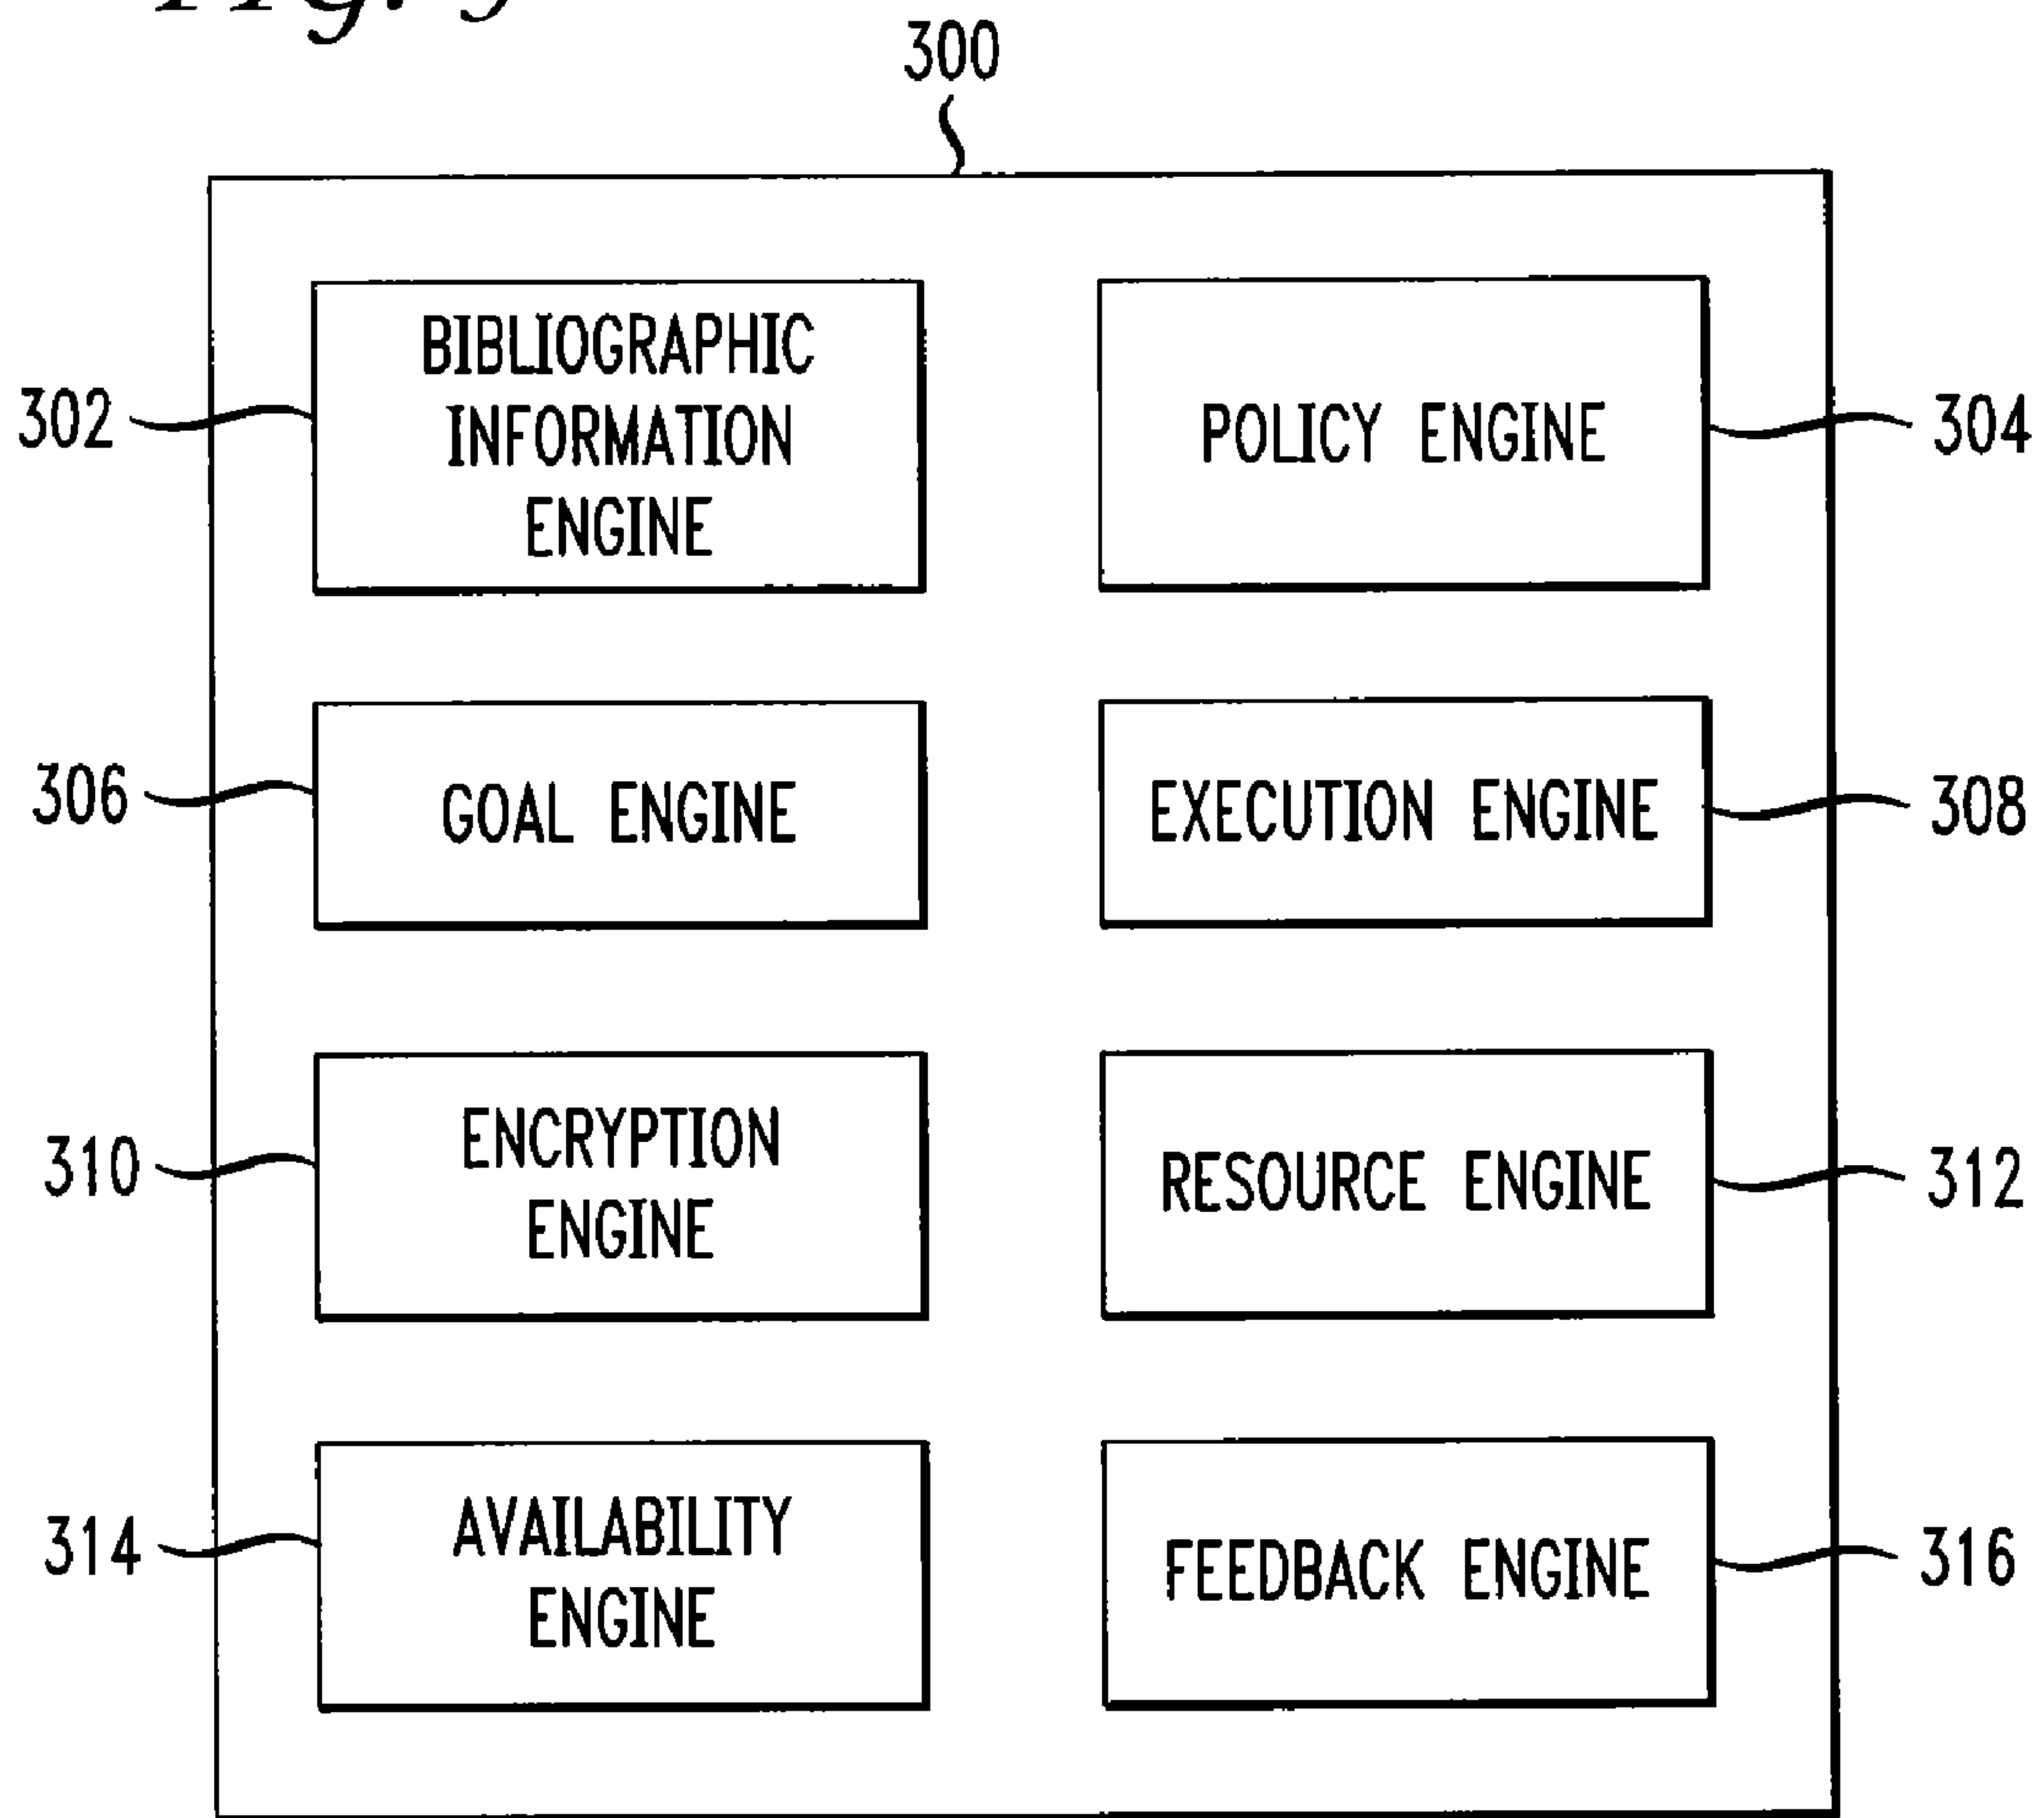 300
302
BIBLIOGRAPHIC
INFORMATION
ENGINE
POLICY ENGINE
304
306
GOAL ENGINE
EXECUTION ENGINE
308
310
ENCRYPTION
ENGINE
RESOURCE ENGINE
312
314
AVAILABILITY
ENGINE
FEEDBACK ENGINE
316